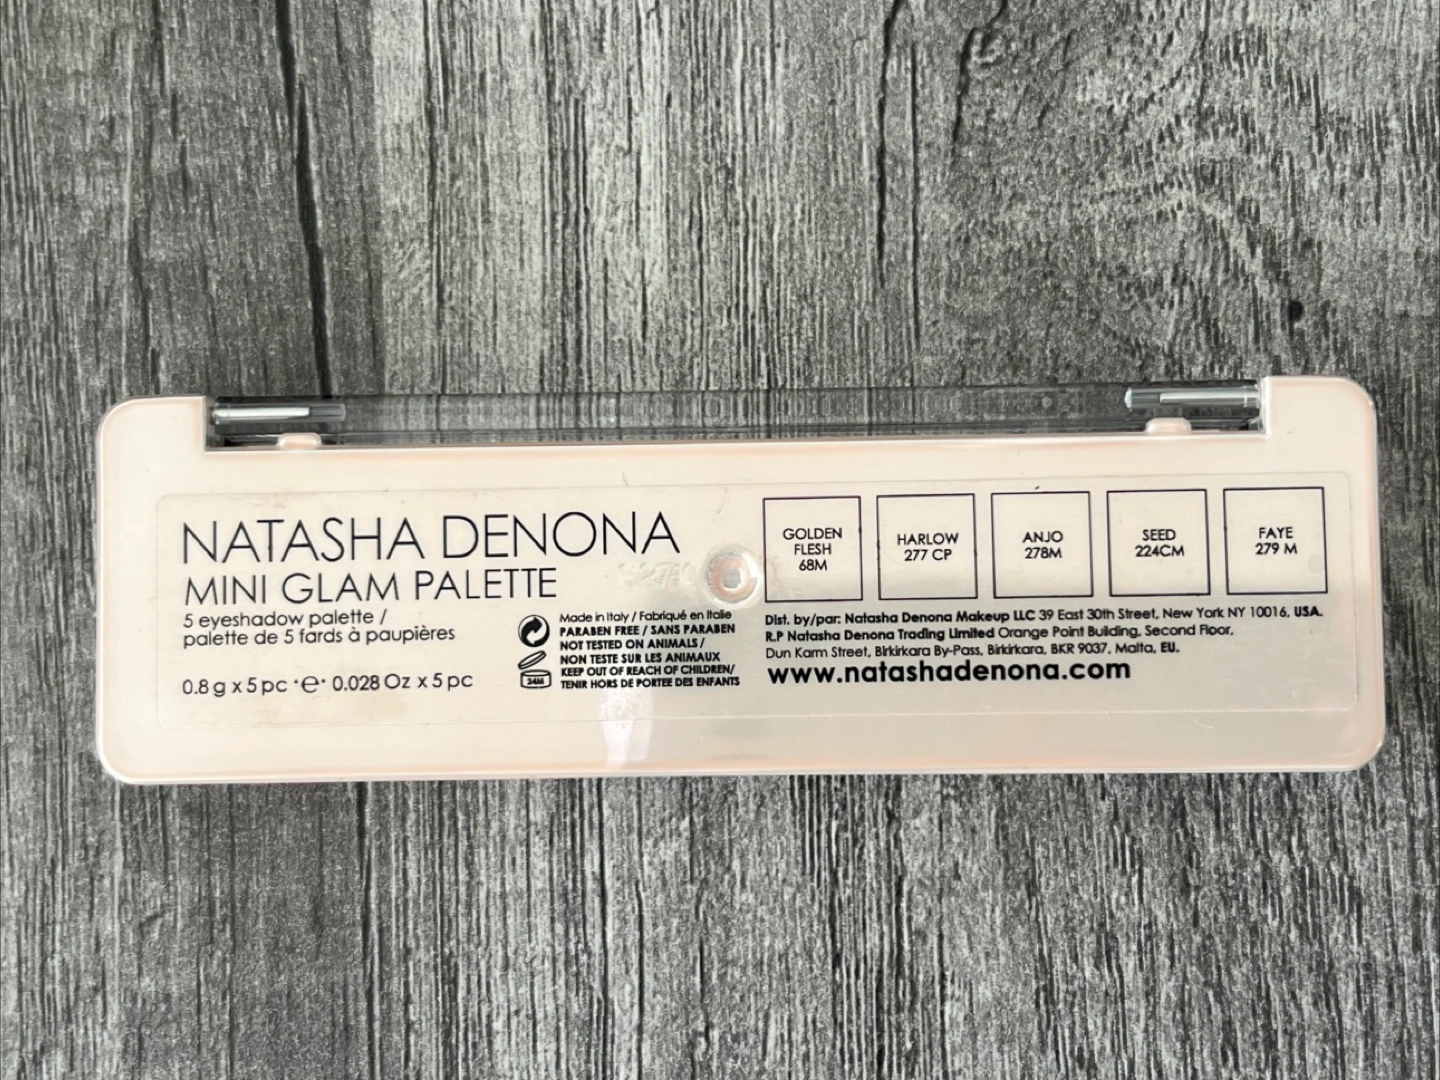 NATASHA DENONA
MINI GLAM PALETTE
5 eyeshadow palette /
palette de 5 fards à paupières
0.8 g x 5 pc ·e· 0.028 Oz x 5 pc
Made in Italy / Fabriqué en Italie
PARABEN FREE / SANS PARABEN
NOT TESTED ON ANIMALS /
NON TESTE SUR LES ANIMAUX
KEEP OUT OF REACH OF CHILDREN/
TENIR HORS DE PORTEE DES ENFANTS
24M
GOLDEN
FLESH
68M
HARLOW
277 CP
ANJO
278M
SEED
224CM
FAYE
279 M
Dist. by/par: Natasha Denona Makeup LLC 39 East 30th Street, New York NY 10016, USA.
R.P Natasha Denona Trading Limited Orange Point Building, Second Floor,
Dun Karm Street, Birkirkara By-Pass, Birkirkara, BKR 9037, Malta, EU.
www.natashadenona.com